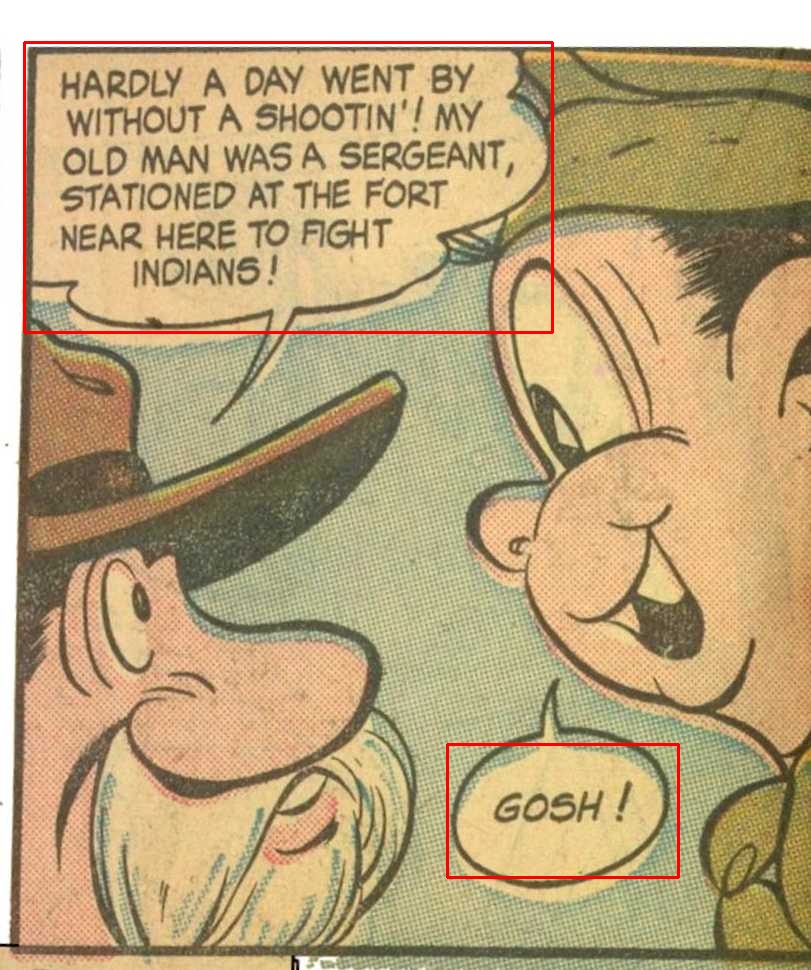 HARDLY A DAY WENT BY
WITHOUT A SHOOTIN'! MY
OLD MAN WAS A SERGEANT,
STATIONED AT THE FORT
NEAR HERE TO FIGHT
INDIANS!
GOSH!